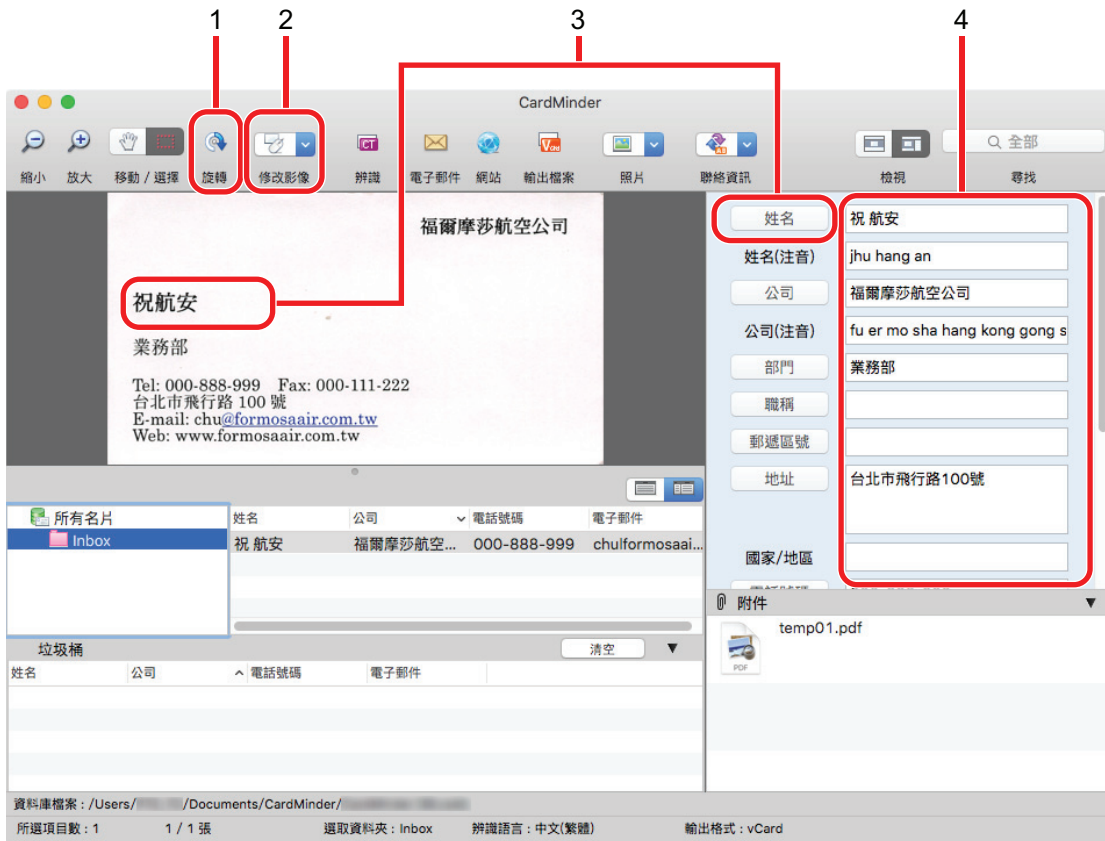 1 2 3 4
CardMinder
縮小 放大 移動 / 選擇 旋轉 修改影像 辨識 電子郵件 網站 輸出檔案 照片 聯絡資訊 檢視 尋找
CT Vcard 全部
福爾摩莎航空公司
祝航安
業務部
Tel: 000-888-999 Fax: 000-111-222
台北市飛行路 100 號
E-mail: chu@formosaair.com.tw
Web: www.formosaair.com.tw
姓名 祝 航安
姓名(注音) jhu hang an
公司 福爾摩莎航空公司
公司(注音) fu er mo sha hang kong gong s
部門 業務部
職稱
郵遞區號
地址 台北市飛行路100號
國家/地區
所有名片
Inbox
姓名 公司 電話號碼 電子郵件
祝 航安 福爾摩莎航空... 000-888-999 chulformosaai...
附件
temp01.pdf
PDF
垃圾桶 清空
姓名 公司 電話號碼 電子郵件
資料庫檔案 : /Users/ /Documents/CardMinder/
所選項目數 : 1 1 / 1 張 選取資料夾 : Inbox 辨識語言 : 中文(繁體) 輸出格式 : vCard